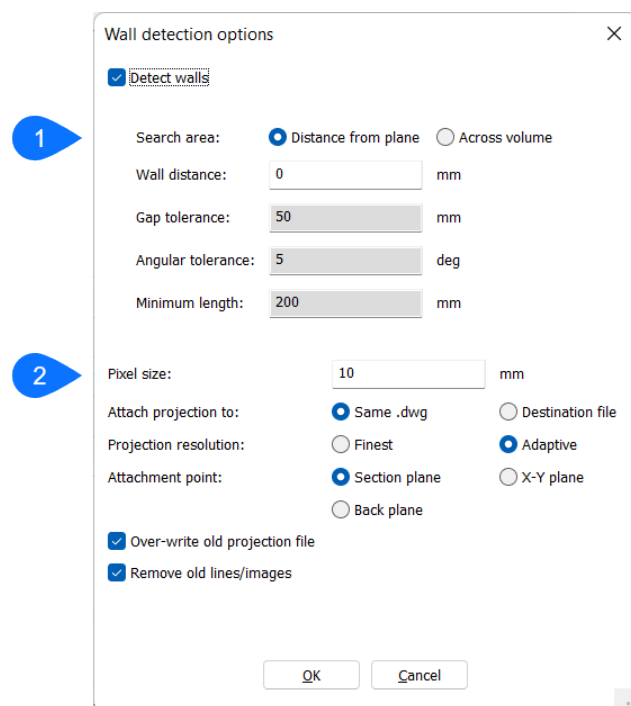 Wall detection options
Detect walls
1
Search area: Distance from plane Across volume
Wall distance: 0 mm
Gap tolerance: 50 mm
Angular tolerance: 5 deg
Minimum length: 200 mm
2
Pixel size: 10 mm
Attach projection to: Same .dwg Destination file
Projection resolution: Finest Adaptive
Attachment point: Section plane X-Y plane
Back plane
Over-write old projection file
Remove old lines/images
OK Cancel